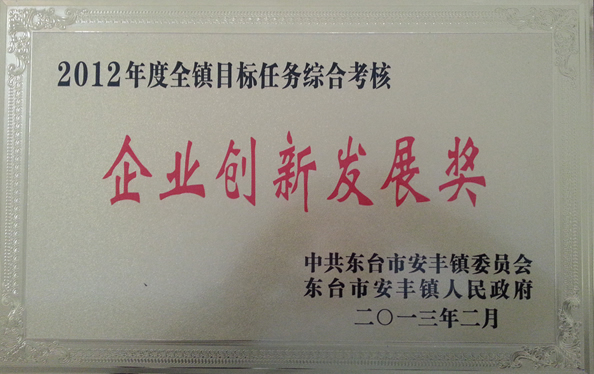 2012年度全镇目标任务综合考核
企业创新发展奖
中共东台市安丰镇委员会
东台市安丰镇人民政府
二〇一三年二月